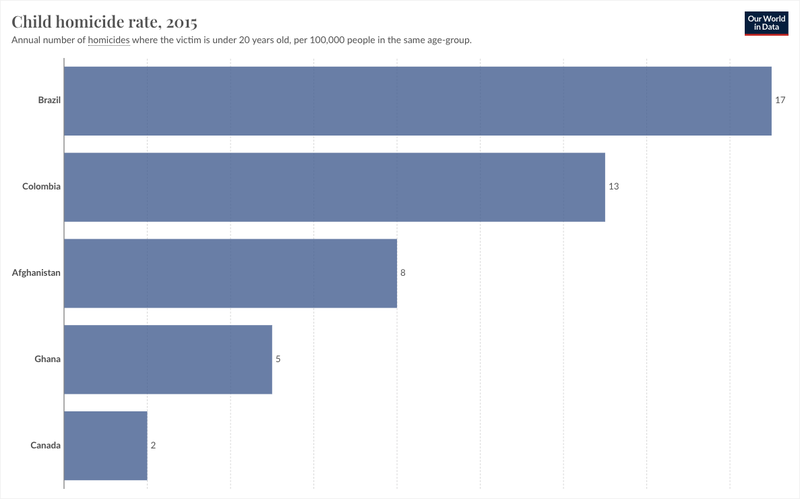 Child homicide rate, 2015
Our World
in Data
Annual number of homicides where the victim is under 20 years old, per 100,000 people in the same age-group.
Brazil 17
Colombia 13
Afghanistan 8
Ghana 5
Canada 2